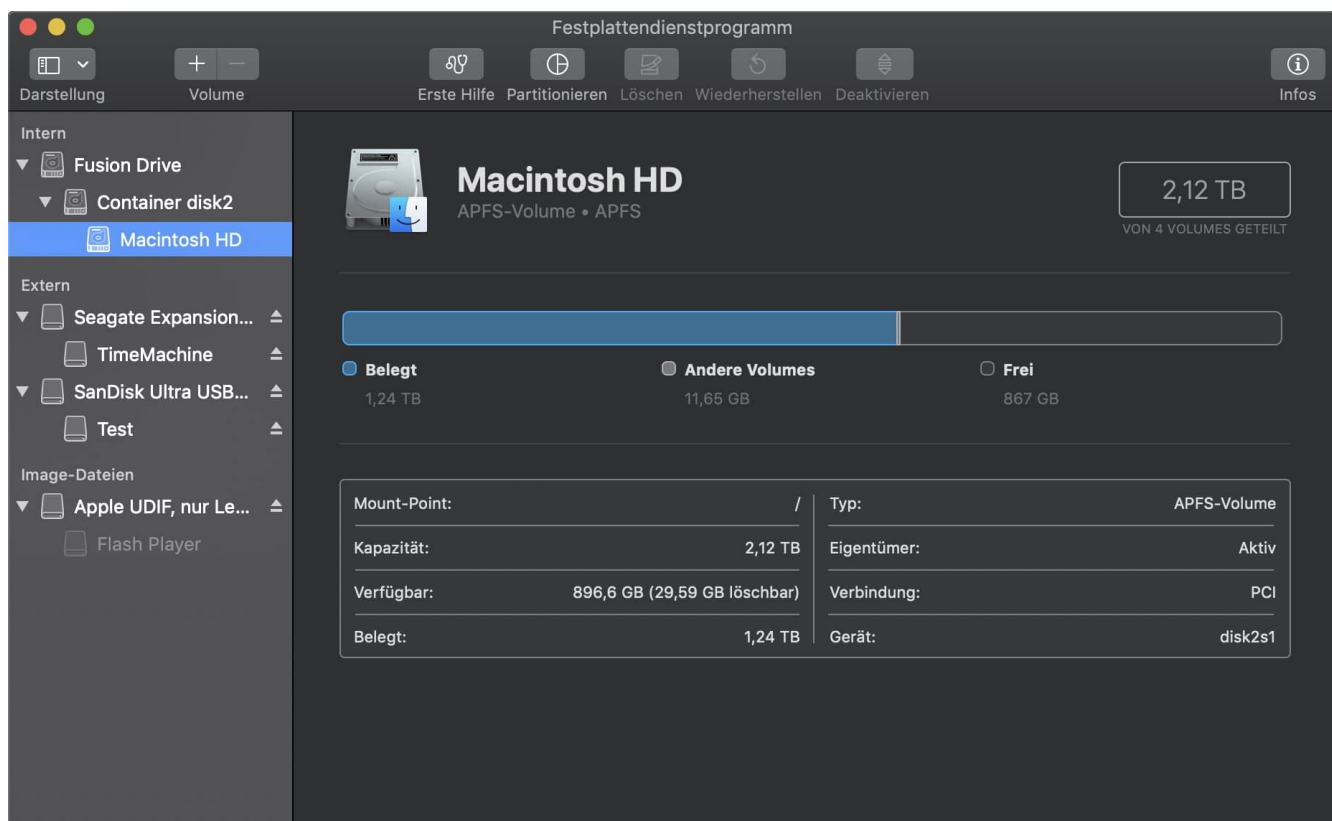 Festplattendienstprogramm
Darstellung
Volume
Erste Hilfe
Partitionieren
Löschen
Wiederherstellen
Deaktivieren
Infos
Intern
Fusion Drive
Container disk2
Macintosh HD
Extern
Seagate Expansion...
TimeMachine
SanDisk Ultra USB...
Test
Image-Dateien
Apple UDIF, nur Le...
Flash Player
Macintosh HD
APFS-Volume • APFS
2,12 TB
VON 4 VOLUMES GETEILT
Belegt
1,24 TB
Andere Volumes
11,65 GB
Frei
867 GB
Mount-Point: /
Kapazität: 2,12 TB
Verfügbar: 896,6 GB (29,59 GB löschbar)
Belegt: 1,24 TB
Typ: APFS-Volume
Eigentümer: Aktiv
Verbindung: PCI
Gerät: disk2s1